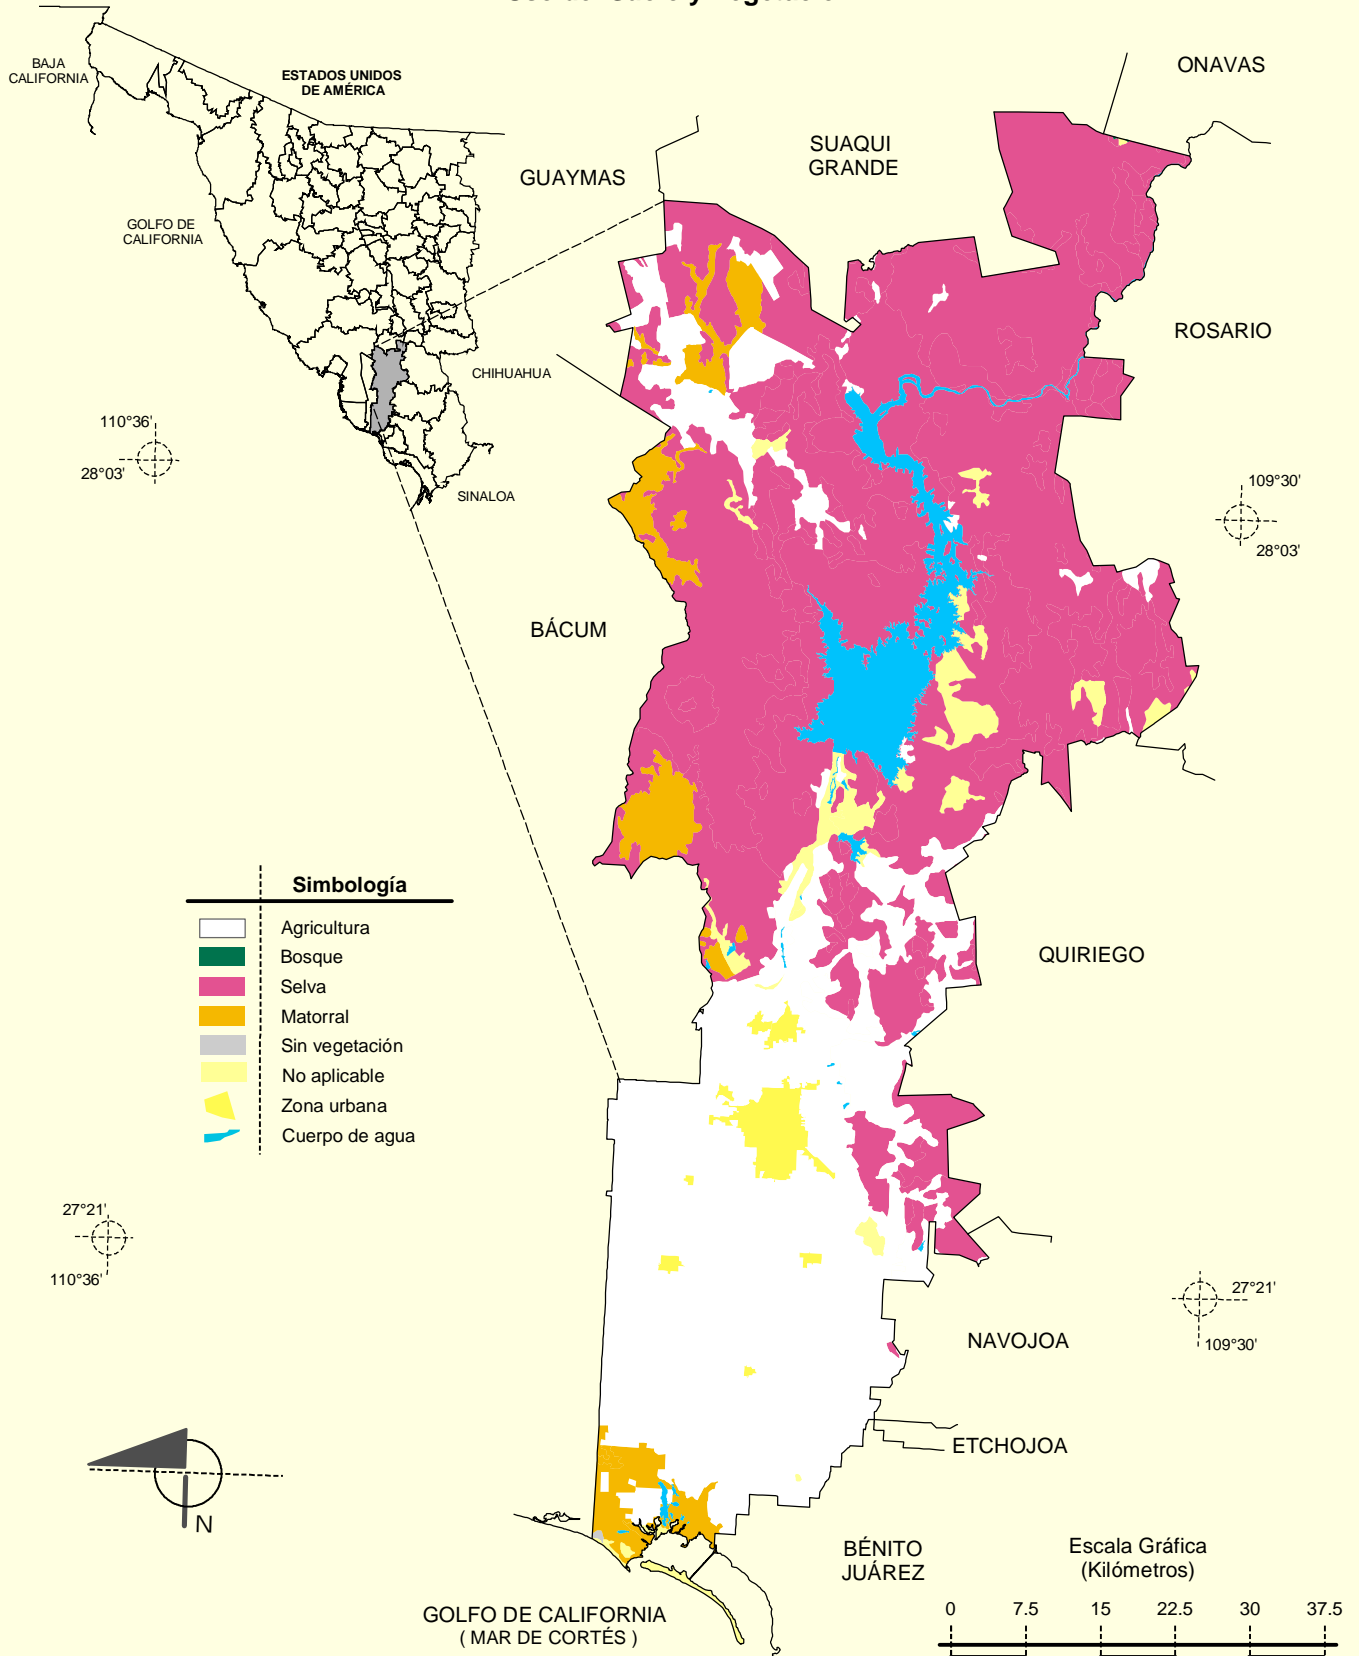 BAJA
CALIFORNIA
ESTADOS UNIDOS
DE AMÉRICA
ONAVAS
SUAQUI
GRANDE
GUAYMAS
GOLFO DE
CALIFORNIA
ROSARIO
CHIHUAHUA
110°36'
28°03'
SINALOA
109°30'
28°03'
BÁCUM
Simbología
Agricultura
Bosque
Selva
Matorral
Sin vegetación
No aplicable
Zona urbana
Cuerpo de agua
QUIRIEGO
27°21'
110°36'
27°21'
109°30'
NAVOJOA
ETCHOJOA
N
BÉNITO
JUÁREZ
Escala Gráfica
(Kilómetros)
0 7.5 15 22.5 30 37.5
GOLFO DE CALIFORNIA
( MAR DE CORTÉS )